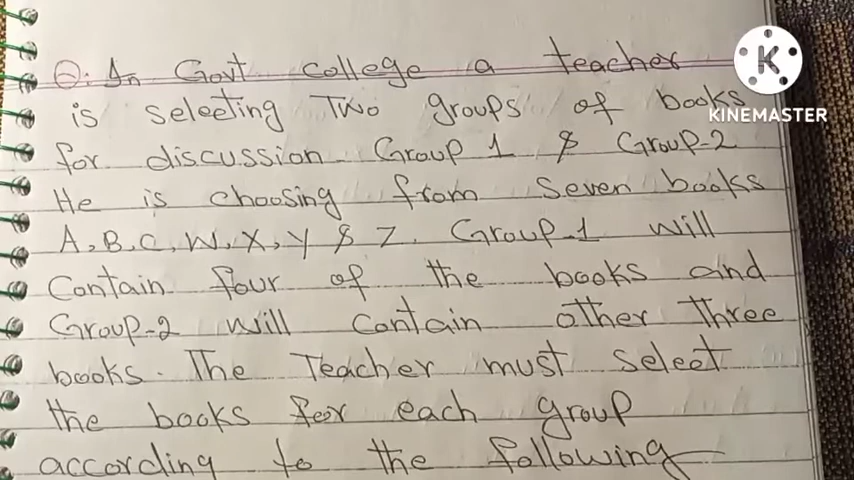 Q. In Govt college a teacher
is selecting Two groups of books
for discussion Group 1 & Group-2
He is choosing from seven books
A, B, C, W, X, Y & Z. Group-1 will
Contain four of the books and
Group-2 will contain other three
books. The Teacher must select
the books for each group
according to the following
K
KINEMASTER